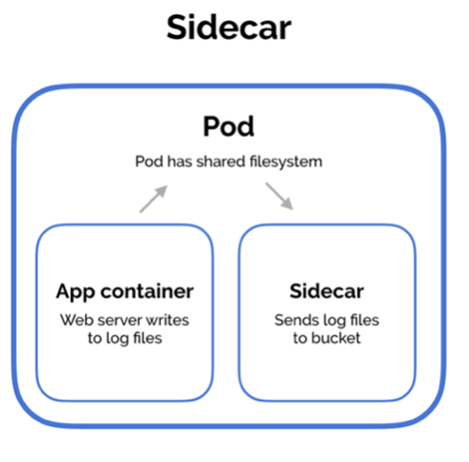 Sidecar
Pod
Pod has shared filesystem
App container
Web server writes
to log files
Sidecar
Sends log files
to bucket